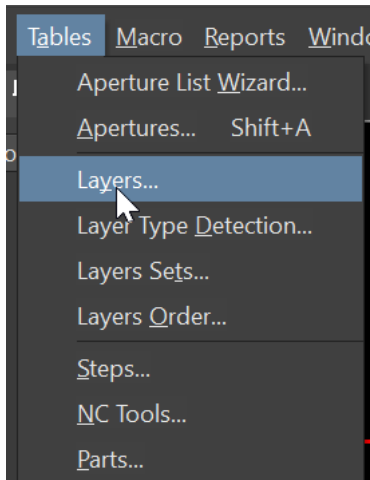 Tables Macro Reports Windo
Aperture List Wizard...
Apertures... Shift+A
Layers...
Layer Type Detection...
Layers Sets...
Layers Order...
Steps...
NC Tools...
Parts...